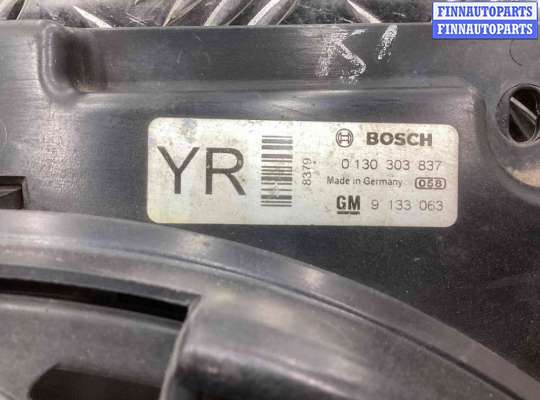 FINNAUTOPARTS
FINNAUTOPARTS
YR
8379
BOSCH
0 130 303 837
Made in Germany 058
GM 9 133 063